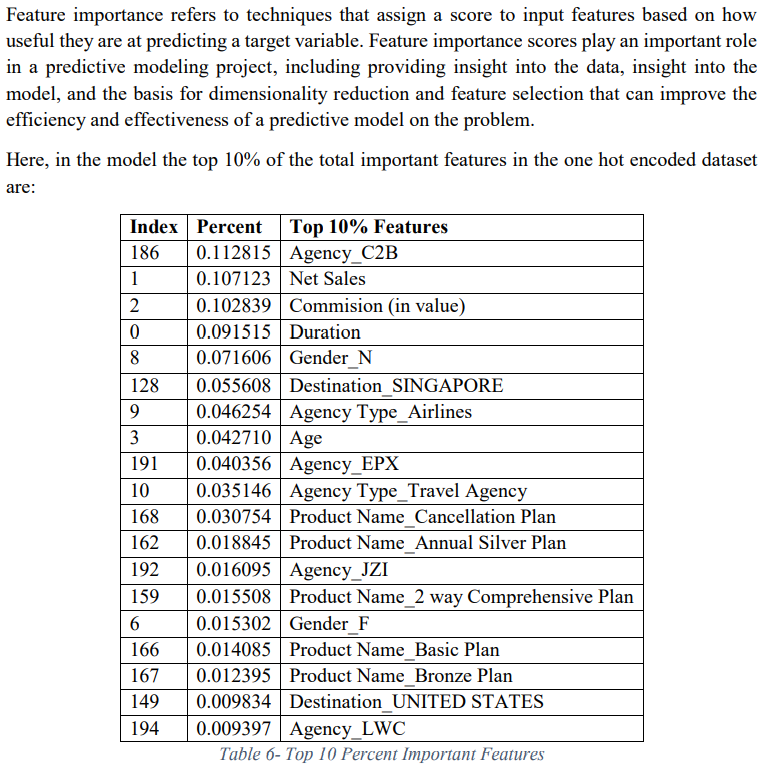 Feature importance refers to techniques that assign a score to input features based on how
useful they are at predicting a target variable. Feature importance scores play an important role
in a predictive modeling project, including providing insight into the data, insight into the
model, and the basis for dimensionality reduction and feature selection that can improve the
efficiency and effectiveness of a predictive model on the problem.
Here, in the model the top 10% of the total important features in the one hot encoded dataset
are:
Index Percent Top 10% Features
186 0.112815 Agency_C2B
1 0.107123 Net Sales
2 0.102839 Commision (in value)
0 0.091515 Duration
8 0.071606 Gender_N
128 0.055608 Destination_SINGAPORE
9 0.046254 Agency Type_Airlines
3 0.042710 Age
191 0.040356 Agency_EPX
10 0.035146 Agency Type_Travel Agency
168 0.030754 Product Name_Cancellation Plan
162 0.018845 Product Name_Annual Silver Plan
192 0.016095 Agency_JZI
159 0.015508 Product Name_2 way Comprehensive Plan
6 0.015302 Gender_F
166 0.014085 Product Name_Basic Plan
167 0.012395 Product Name_Bronze Plan
149 0.009834 Destination_UNITED STATES
194 0.009397 Agency_LWC
Table 6- Top 10 Percent Important Features